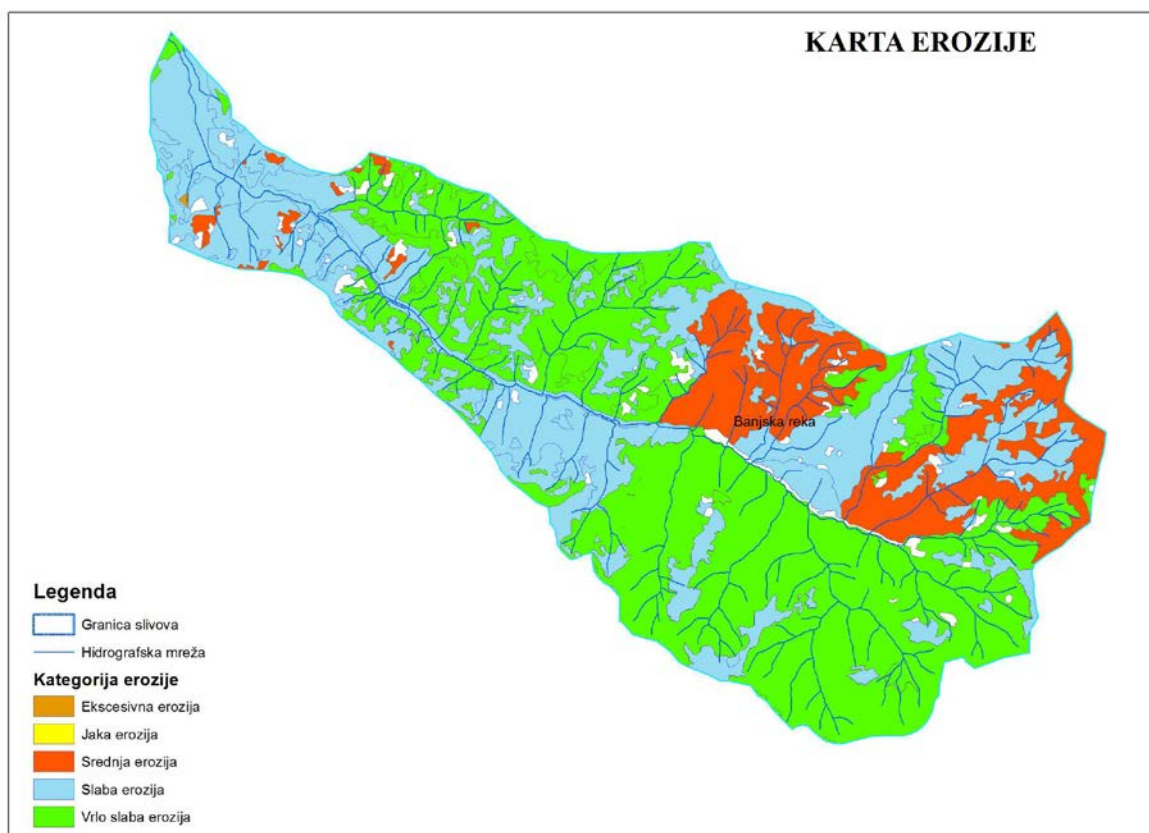 KARTA EROZIJE
Banjska reka
Legenda
Granica slivova
Hidrografska mreža
Kategorija erozije
Ekscesivna erozija
Jaka erozija
Srednja erozija
Slaba erozija
Vrlo slaba erozija